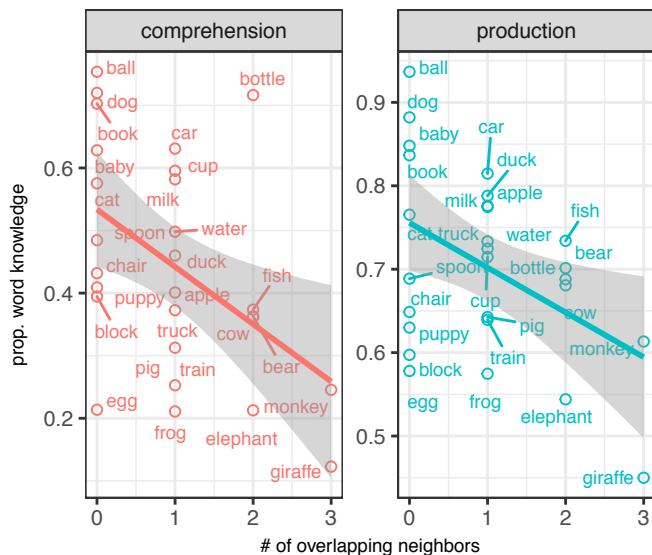 comprehension
production
prop. word knowledge
0.6
0.4
0.2
ball
dog
book
baby
cat
spoon
chair
puppy
block
egg
car
cup
milk
water
duck
apple
truck
pig
train
frog
bottle
fish
cow
bear
elephant
monkey
giraffe
0 1 2 3
0.9
0.8
0.7
0.6
0.5
ball
dog
baby
book
cat
spoon
chair
puppy
block
egg
car
duck
milk
apple
truck
cup
pig
train
frog
water
fish
bear
bottle
cow
elephant
monkey
giraffe
0 1 2 3
# of overlapping neighbors